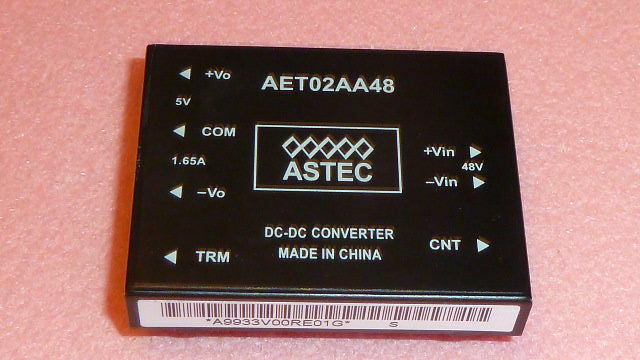 +Vo
AET02AA48
5V
COM
1.65A
ASTEC
+Vin
48V
–Vin
–Vo
DC-DC CONVERTER
CNT
TRM
MADE IN CHINA
*A9933V00RE01G* S